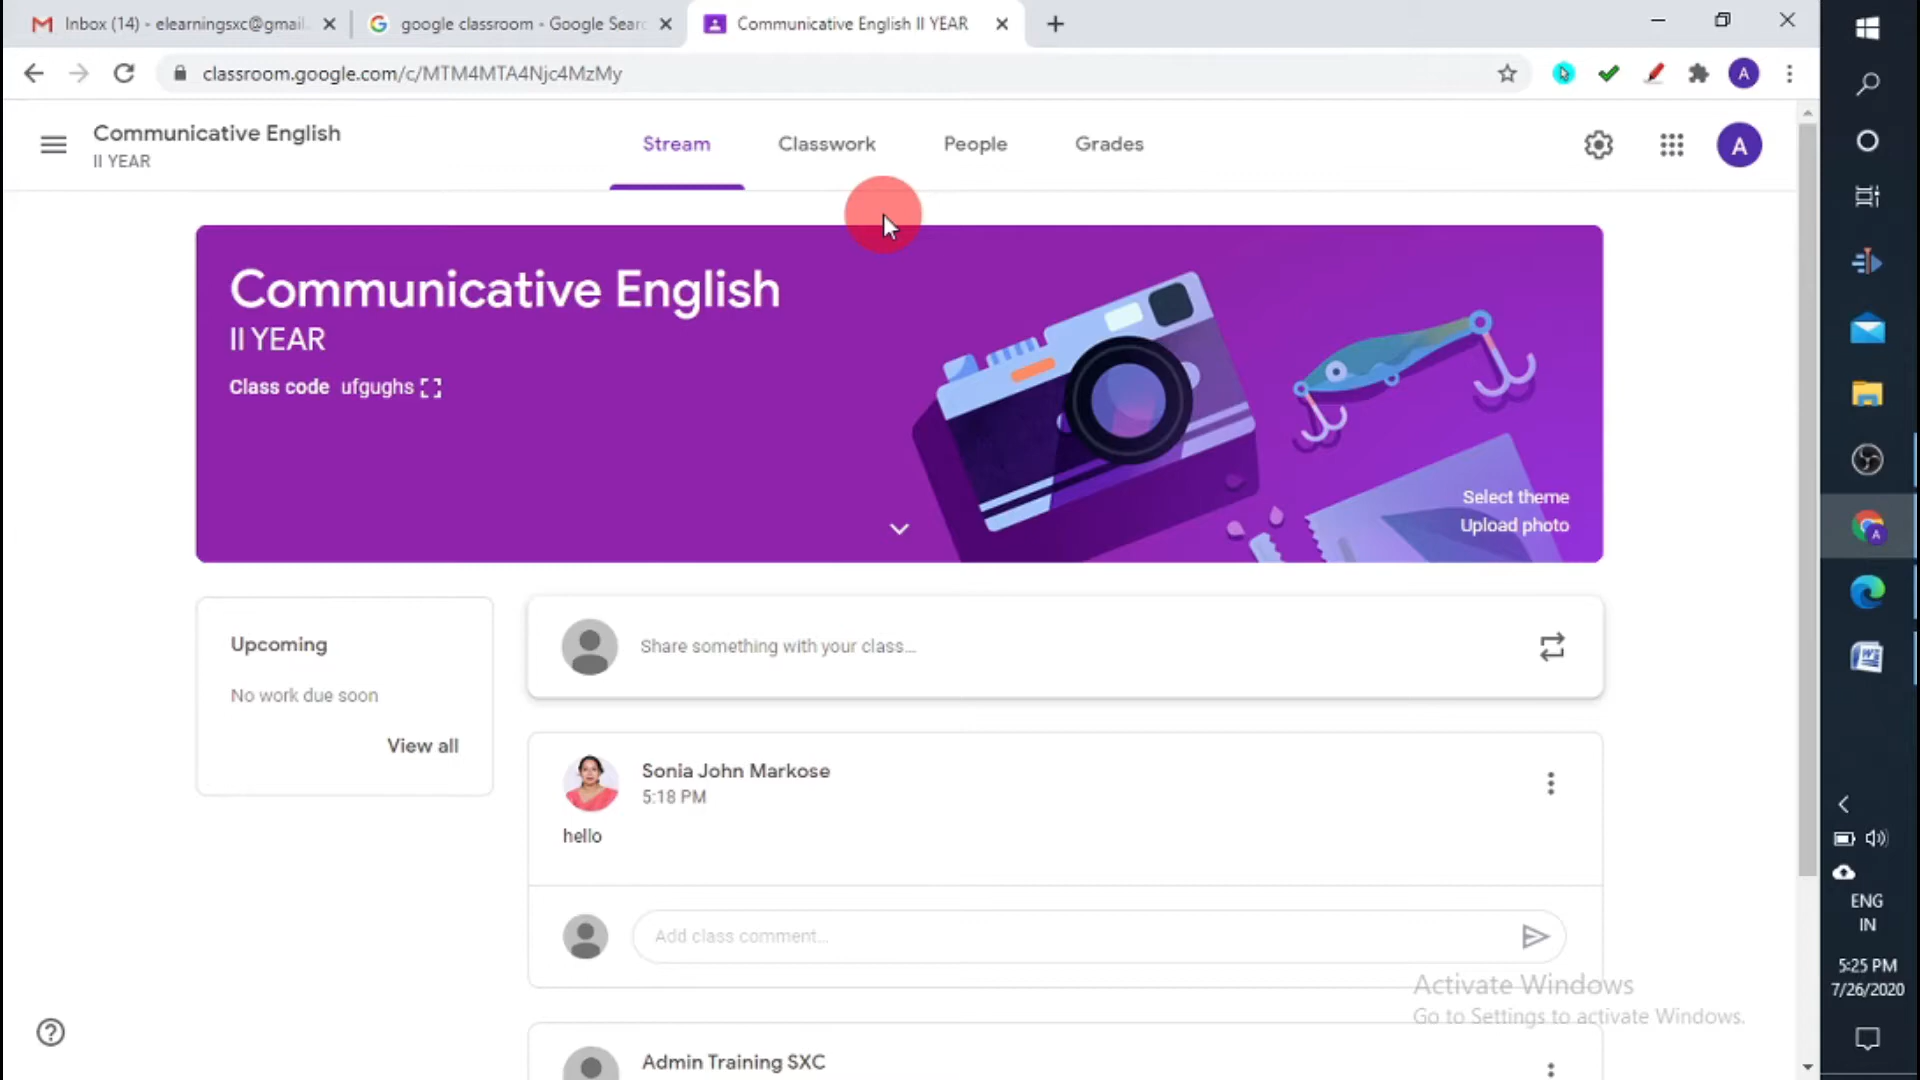 Inbox (14) - elearningsxc@gmail.
google classroom - Google Sear
Communicative English II YEAR
classroom.google.com/c/MTM4MTA4Njc4MzMy
A
Communicative English
II YEAR
Stream
Classwork
People
Grades
A
Communicative English
II YEAR
Class code ufgughs
Select theme
Upload photo
Upcoming
No work due soon
View all
Share something with your class...
Sonia John Markose
5:18 PM
hello
Add class comment...
Admin Training SXC
Activate Windows
Go to Settings to activate Windows.
ENG
IN
5:25 PM
7/26/2020